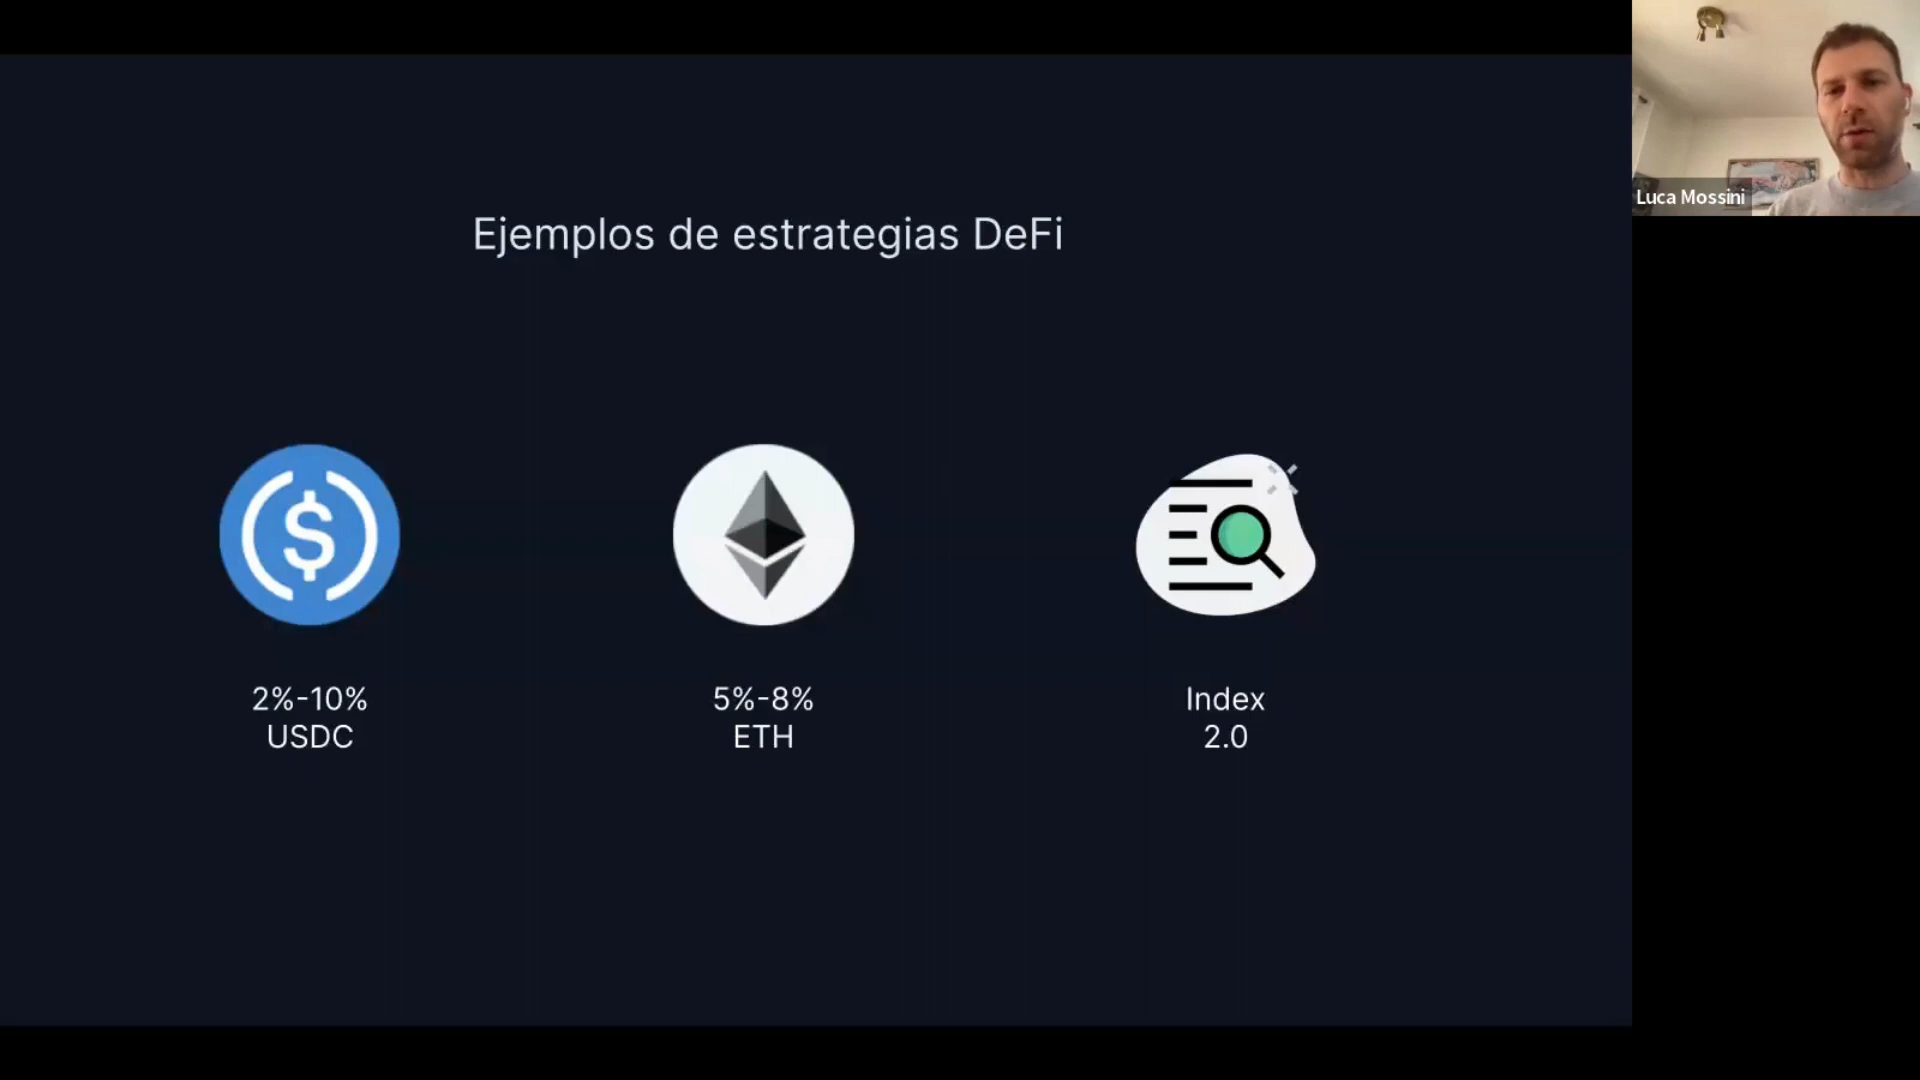 Ejemplos de estrategias DeFi
2%-10%
USDC
5%-8%
ETH
Index
2.0
Luca Mossini